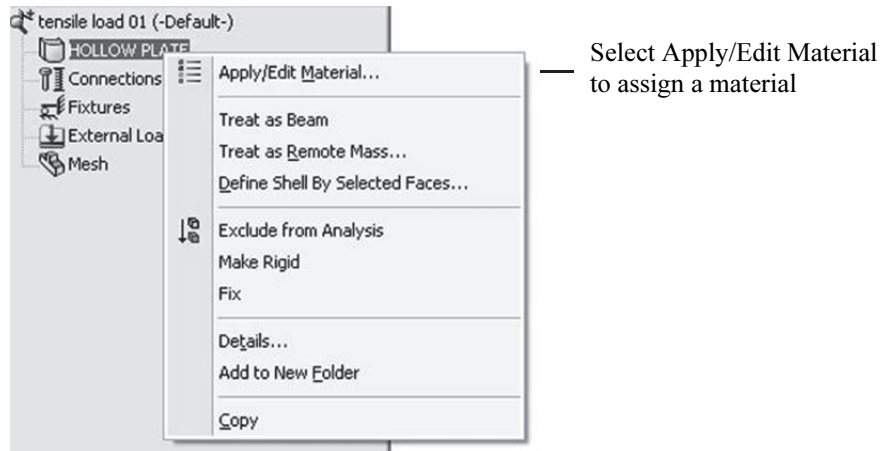 tensile load 01 (-Default-)
HOLLOW PLATE
Connections
Fixtures
External Loa
Mesh
Apply/Edit Material...
Treat as Beam
Treat as Remote Mass...
Define Shell By Selected Faces...
Exclude from Analysis
Make Rigid
Fix
Details...
Add to New Folder
Copy
Select Apply/Edit Material
to assign a material